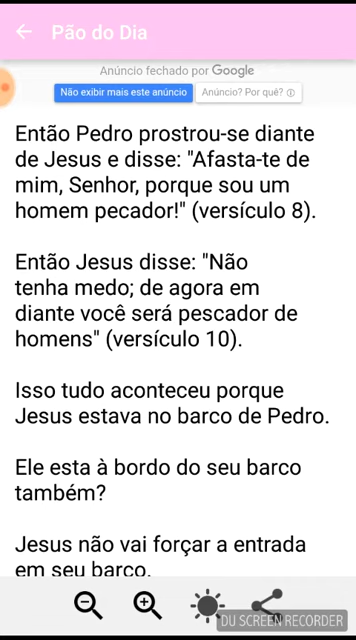 Pão do Dia
Anúncio fechado por Google
Não exibir mais este anúncio
Anúncio? Por quê?
Então Pedro prostrou-se diante
de Jesus e disse: "Afasta-te de
mim, Senhor, porque sou um
homem pecador!" (versículo 8).
Então Jesus disse: "Não
tenha medo; de agora em
diante você será pescador de
homens" (versículo 10).
Isso tudo aconteceu porque
Jesus estava no barco de Pedro.
Ele esta à bordo do seu barco
também?
Jesus não vai forçar a entrada
em seu barco.
DU SCREEN RECORDER